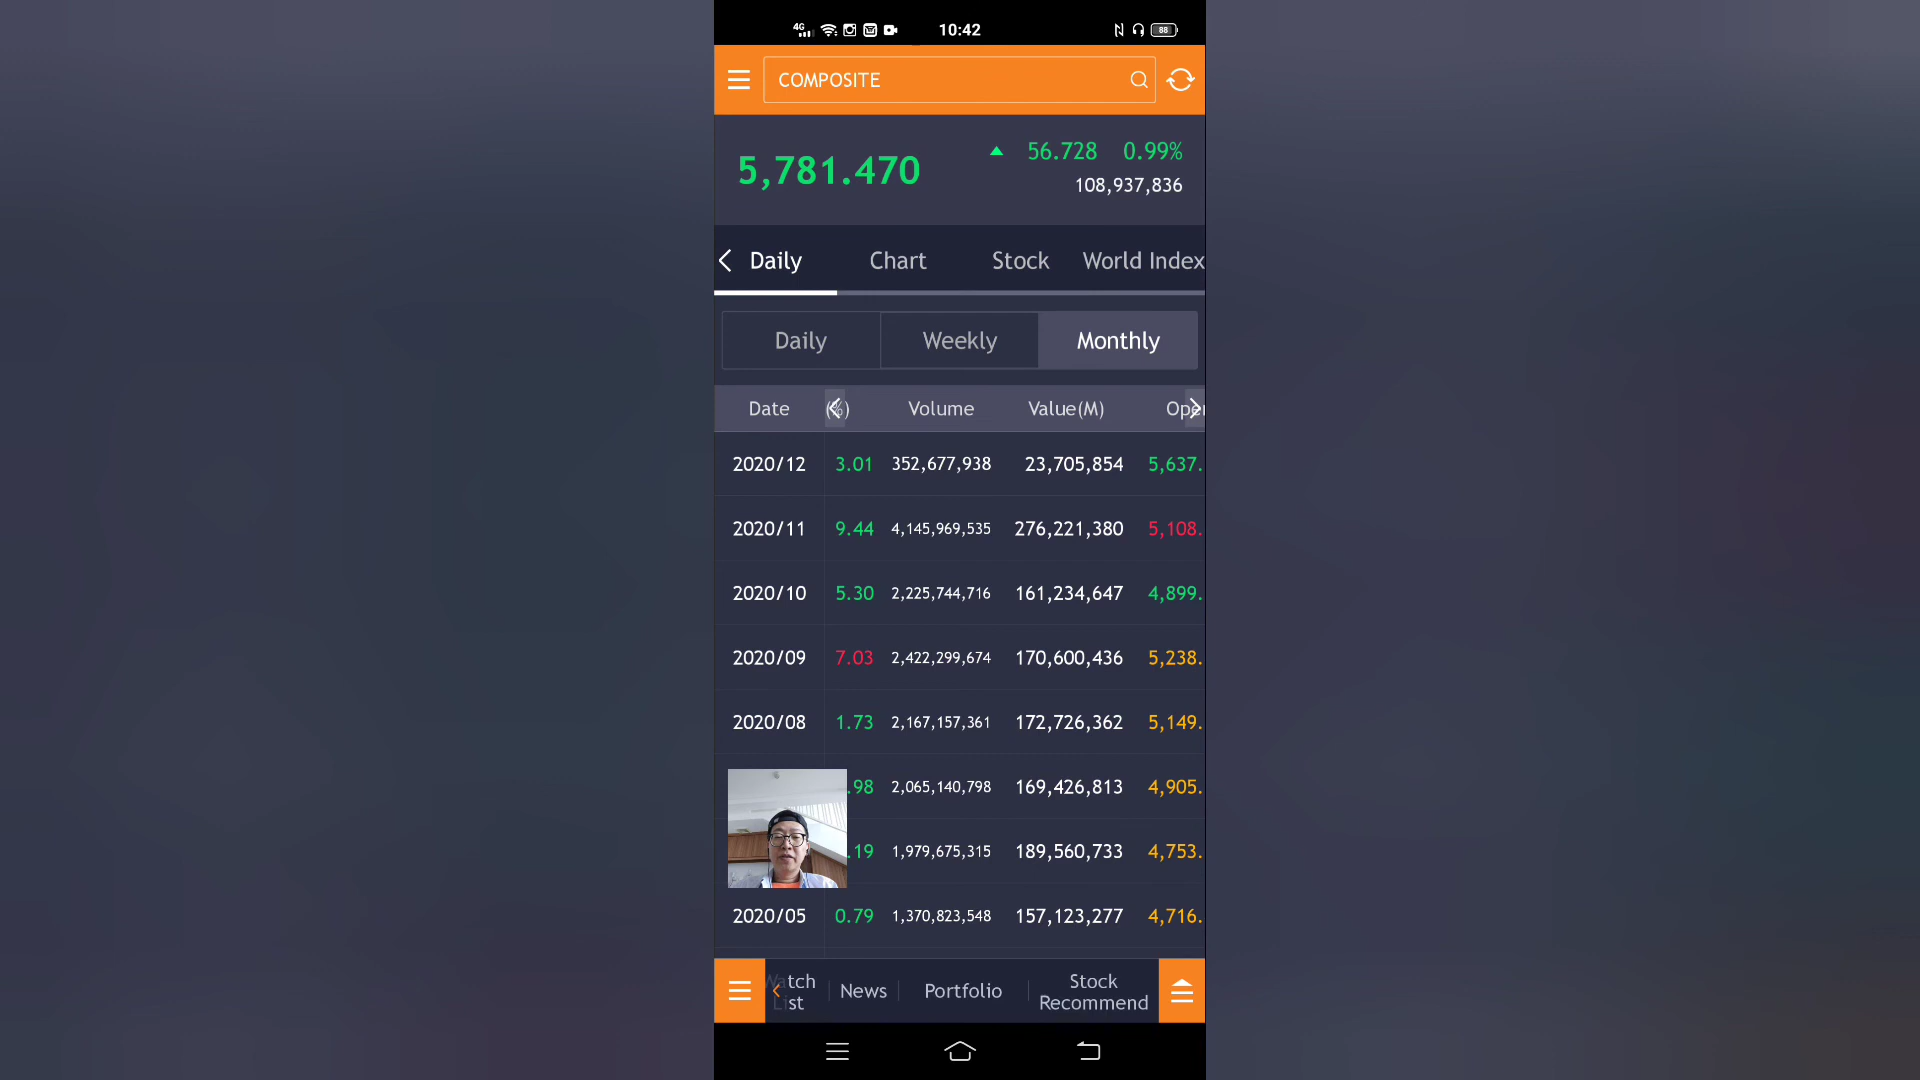 4G 10:42 88
COMPOSITE
5,781.470 56.728 0.99%
108,937,836
Daily Chart Stock World Index
Daily Weekly Monthly
Date (%) Volume Value(M) Open
2020/12 3.01 352,677,938 23,705,854 5,637.
2020/11 9.44 4,145,969,535 276,221,380 5,108.
2020/10 5.30 2,225,744,716 161,234,647 4,899.
2020/09 7.03 2,422,299,674 170,600,436 5,238.
2020/08 1.73 2,167,157,361 172,726,362 5,149.
.98 2,065,140,798 169,426,813 4,905.
.19 1,979,675,315 189,560,733 4,753.
2020/05 0.79 1,370,823,548 157,123,277 4,716.
Watch List News Portfolio Stock Recommend